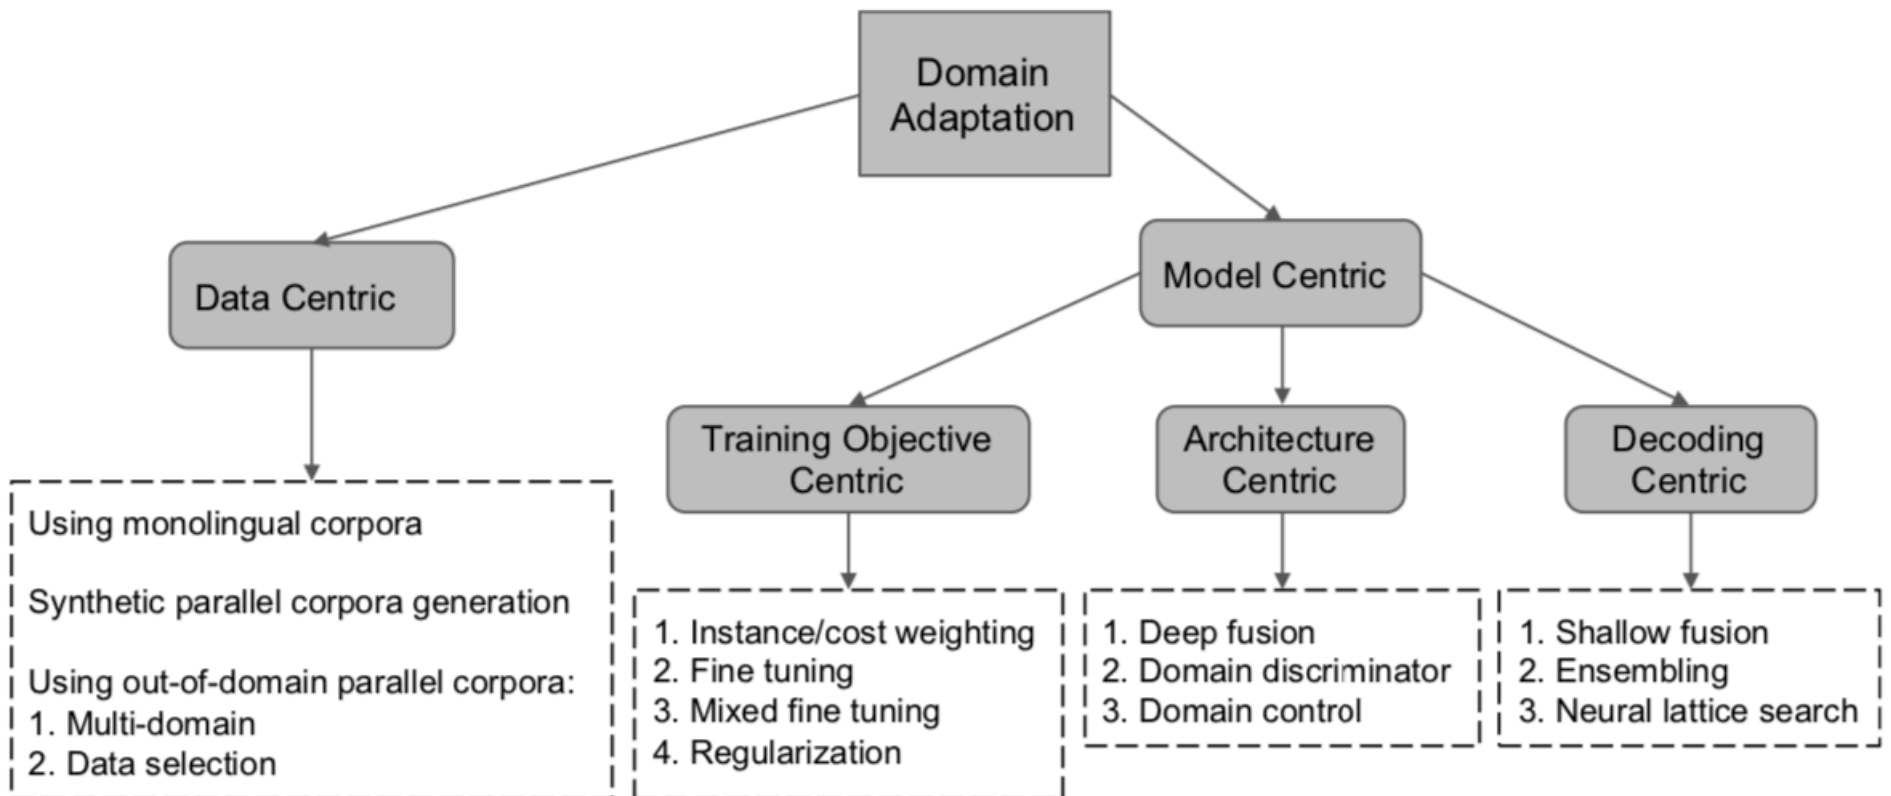 Domain
Adaptation
Data Centric
Model Centric
Training Objective
Centric
Architecture
Centric
Decoding
Centric
Using monolingual corpora
Synthetic parallel corpora generation
Using out-of-domain parallel corpora:
1. Multi-domain
2. Data selection
1. Instance/cost weighting
2. Fine tuning
3. Mixed fine tuning
4. Regularization
1. Deep fusion
2. Domain discriminator
3. Domain control
1. Shallow fusion
2. Ensembling
3. Neural lattice search